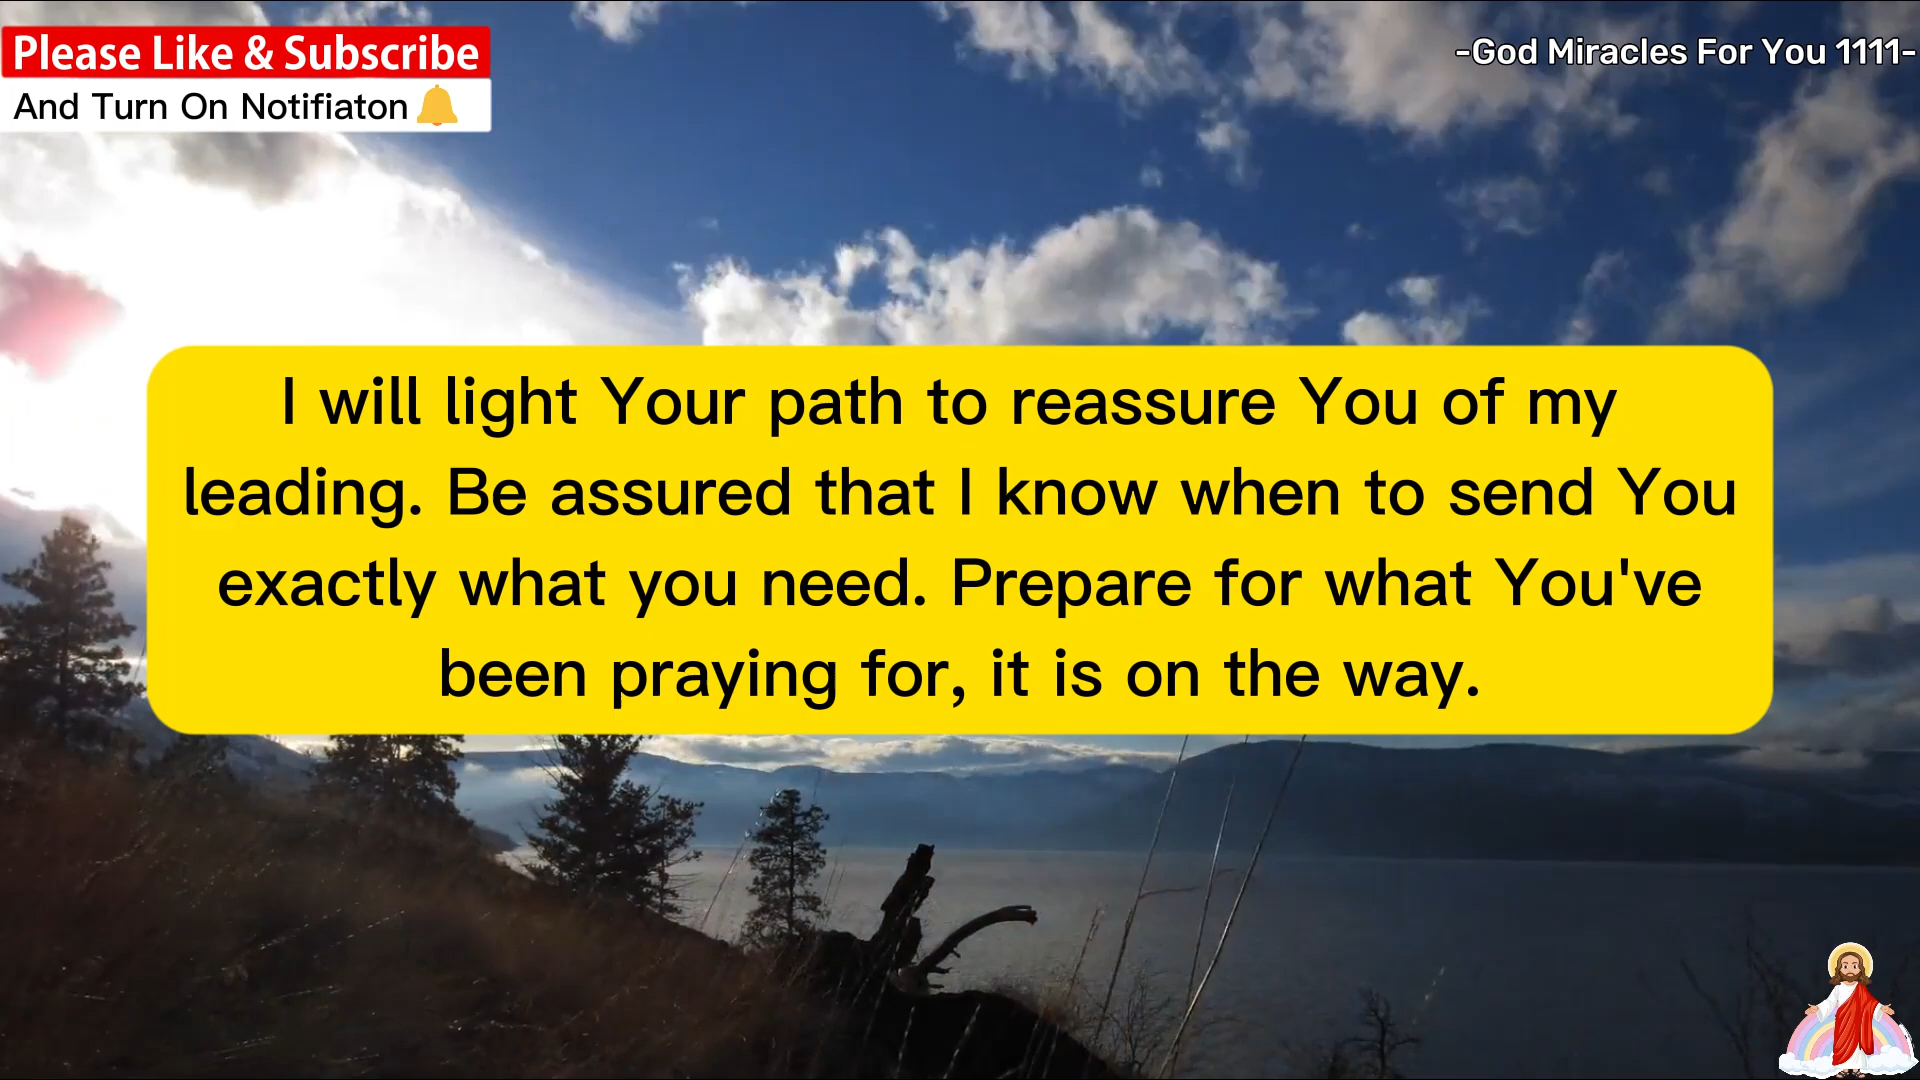 Please Like & Subscribe
And Turn On Notifiaton
-God Miracles For You 1111-
I will light Your path to reassure You of my
leading. Be assured that I know when to send You
exactly what you need. Prepare for what You've
been praying for, it is on the way.